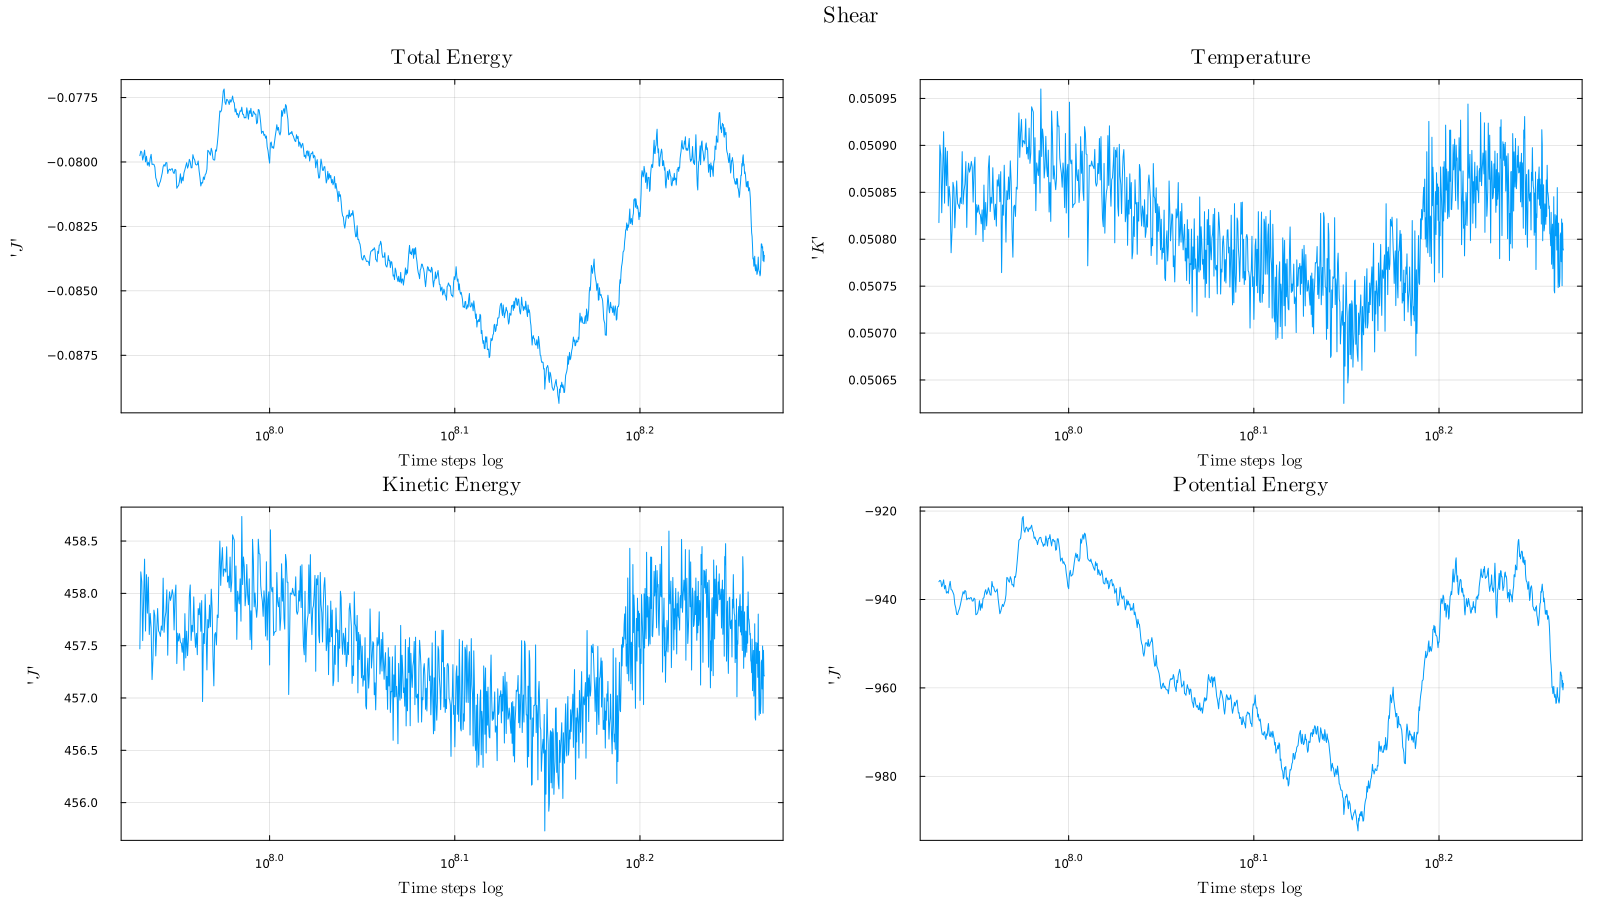 Shear
Total Energy
−0.0775
−0.0800
−0.0825
−0.0850
−0.0875
'J'
10^8.0
10^8.1
10^8.2
Time steps log
Temperature
0.05095
0.05090
0.05085
0.05080
0.05075
0.05070
0.05065
'K'
10^8.0
10^8.1
10^8.2
Time steps log
Kinetic Energy
458.5
458.0
457.5
457.0
456.5
456.0
'J'
10^8.0
10^8.1
10^8.2
Time steps log
Potential Energy
−920
−940
−960
−980
'J'
10^8.0
10^8.1
10^8.2
Time steps log